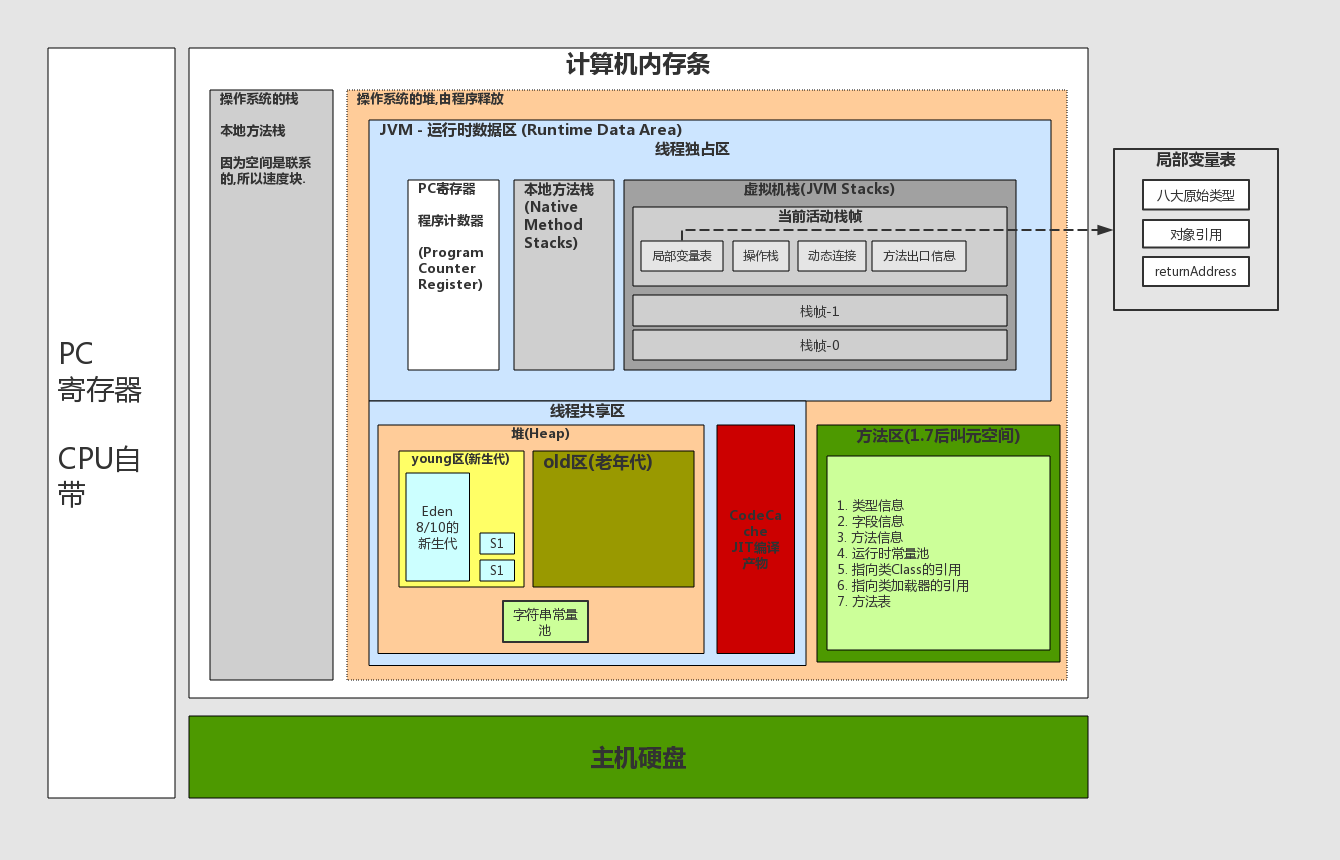 计算机内存条
PC
寄存器
CPU自
带
操作系统的栈
本地方法栈
因为空间是联系
的,所以速度块.
操作系统的堆,由程序释放
JVM - 运行时数据区 (Runtime Data Area)
线程独占区
PC寄存器
程序计数器
(Program
Counter
Register)
本地方法栈
(Native
Method
Stacks)
虚拟机栈(JVM Stacks)
当前活动栈帧
局部变量表
操作栈
动态连接
方法出口信息
栈帧-1
栈帧-0
局部变量表
八大原始类型
对象引用
returnAddress
线程共享区
堆(Heap)
young区(新生代)
Eden
8/10的
新生代
S1
S1
old区(老年代)
字符串常量
池
CodeCa
che
JIT编译
产物
方法区(1.7后叫元空间)
1. 类型信息
2. 字段信息
3. 方法信息
4. 运行时常量池
5. 指向类Class的引用
6. 指向类加载器的引用
7. 方法表
主机硬盘